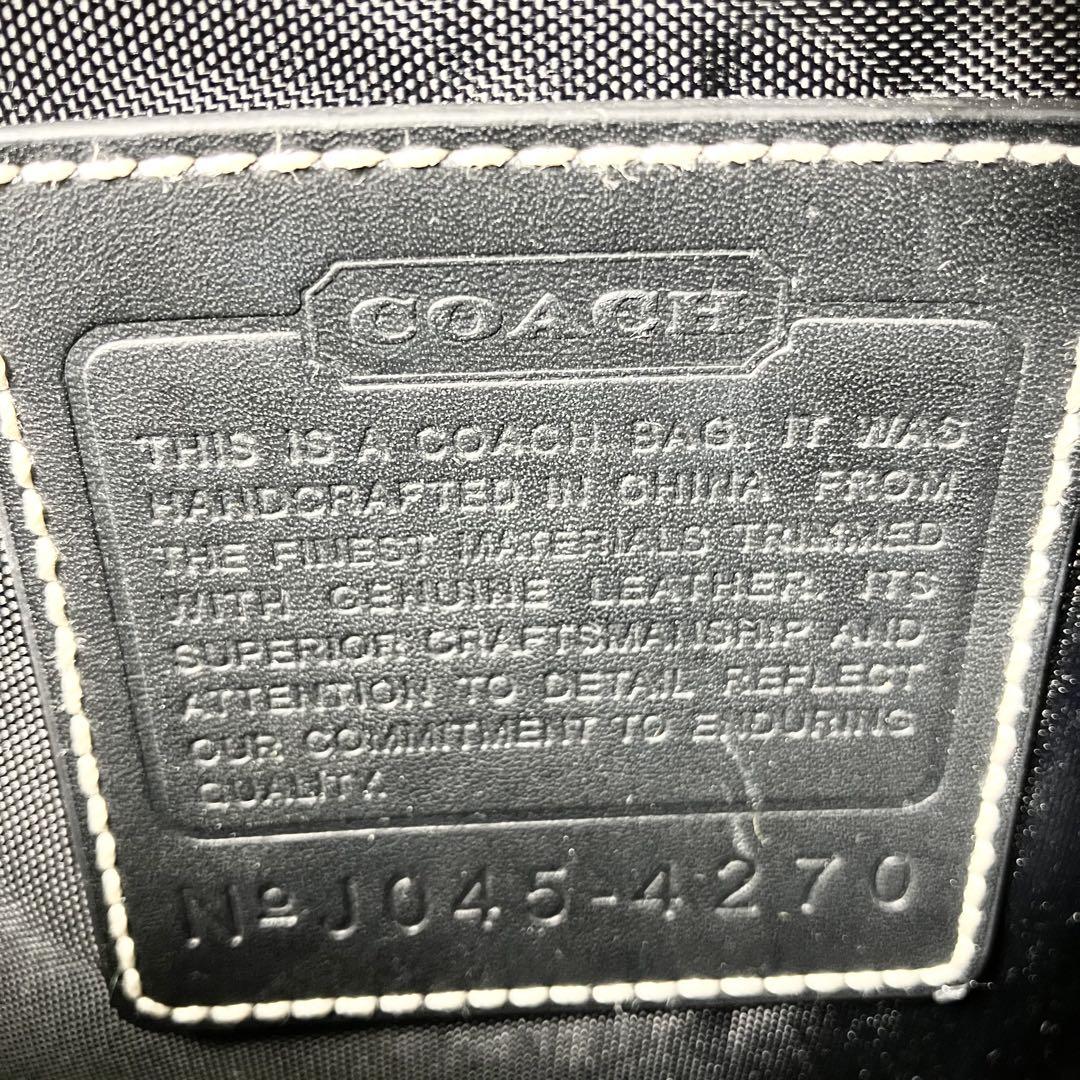 COACH
THIS IS A COACH BAG. IT WAS
HANDCRAFTED IN CHINA FROM
THE FINEST MATERIALS TRIMMED
WITH GENUINE LEATHER. ITS
SUPERIOR CRAFTSMANSHIP AND
ATTENTION TO DETAIL REFLECT
OUR COMMITMENT TO ENDURING
QUALITY.
Nº J045-4270